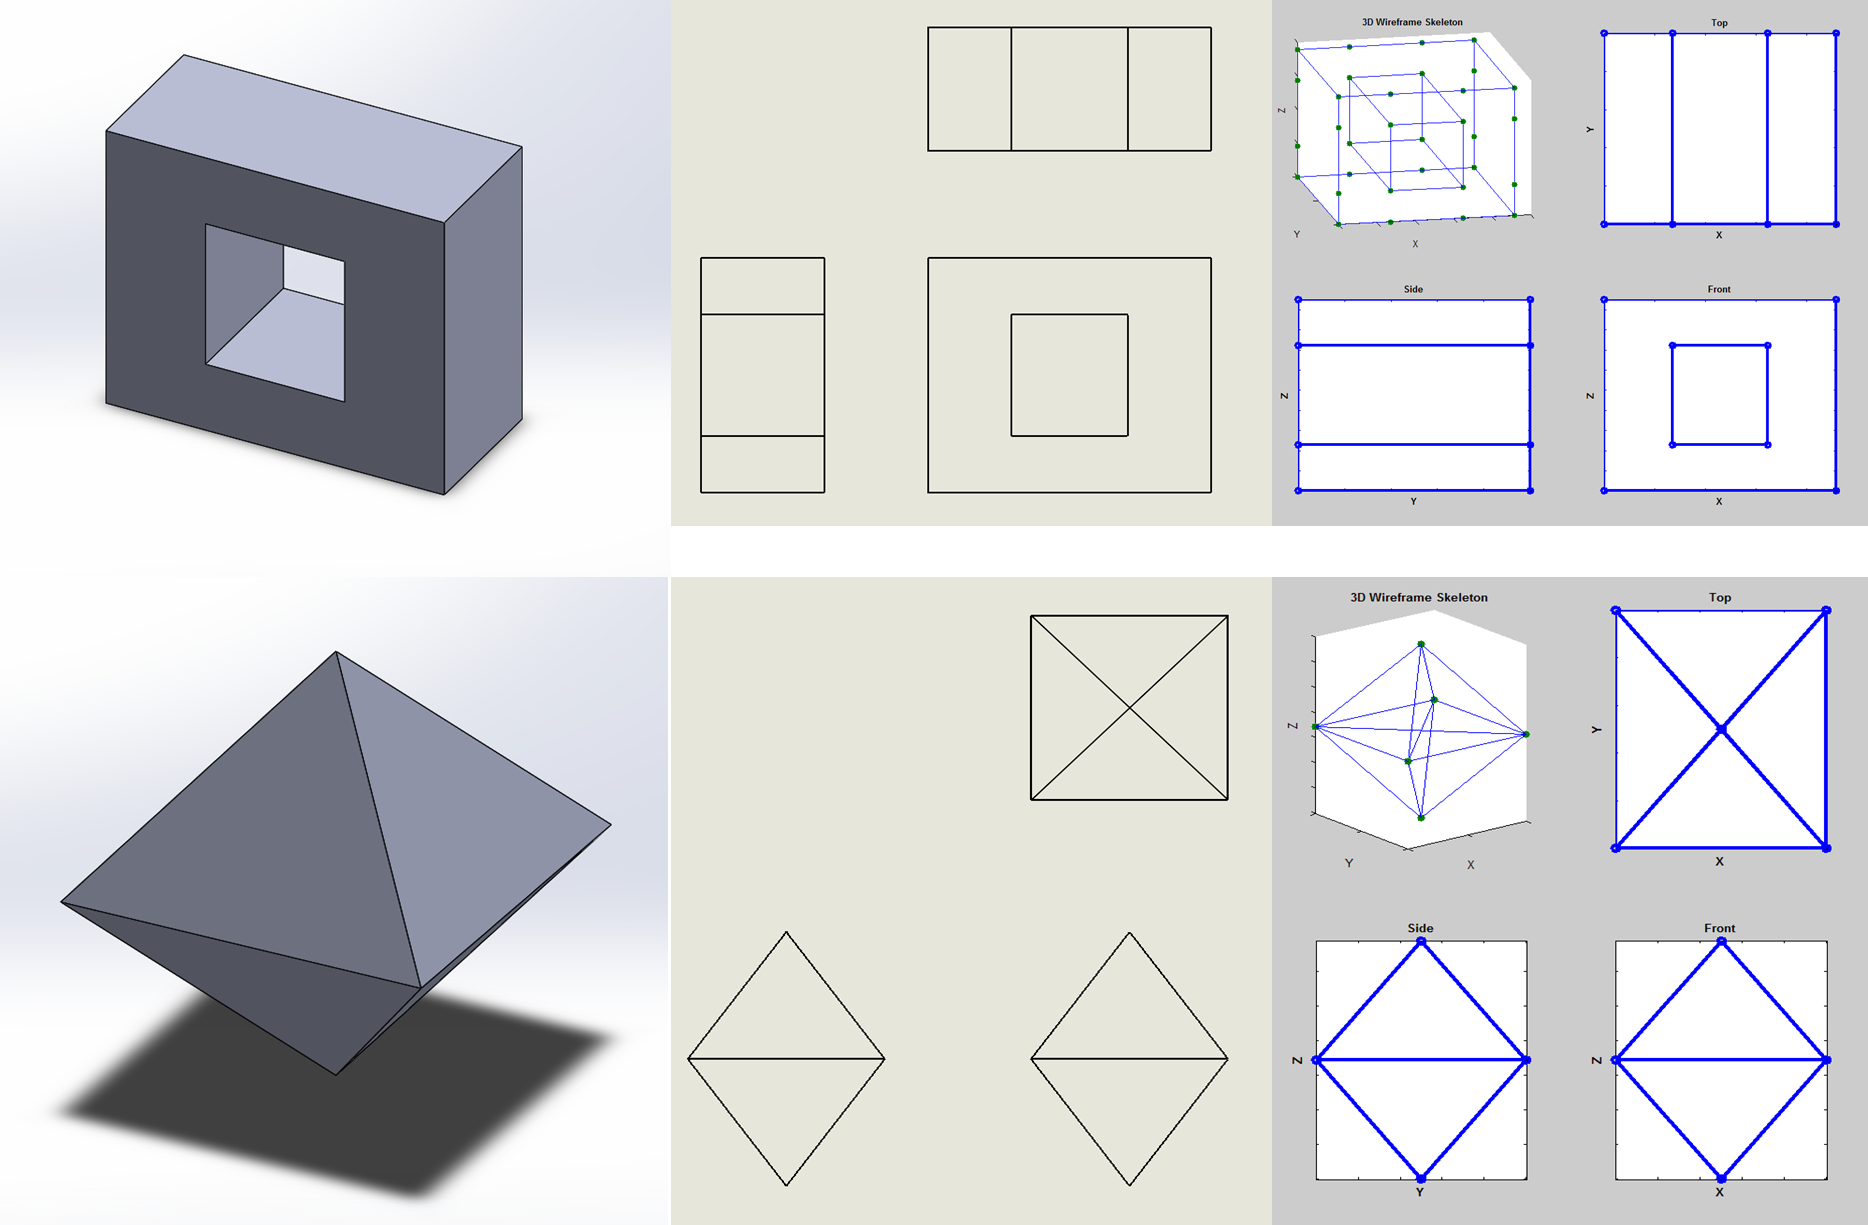 3D Wireframe Skeleton
Z
Y
X
Top
Y
X
Side
Z
Y
Front
Z
X
3D Wireframe Skeleton
Z
Y
X
Top
Y
X
Side
Z
Y
Front
Z
X